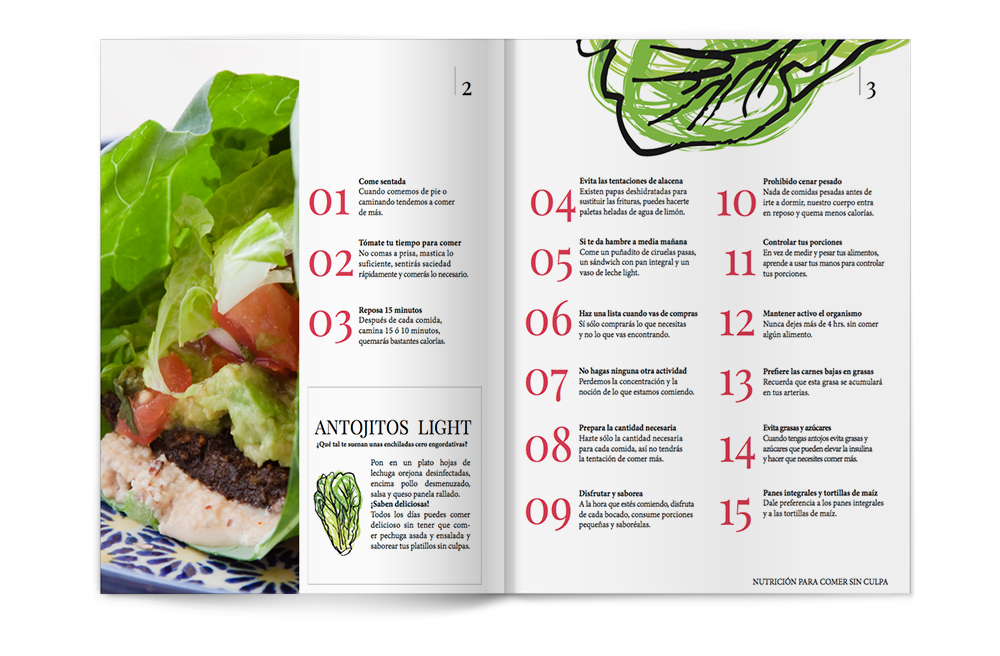 2
01
Come sentada
Cuando comemos de pie o
caminando tendemos a comer
de más.
02
Tómate tu tiempo para comer
No comas a prisa, mastica lo
suficiente, sentirás saciedad
rápidamente y comerás lo necesario.
03
Reposa 15 minutos
Después de cada comida,
camina 15 ó 10 minutos,
quemarás bastantes calorías.
ANTOJITOS LIGHT
¿Qué tal te suenan unas enchiladas cero engordativas?
Pon en un plato hojas de
lechuga orejona desinfectadas,
encima pollo desmenuzado,
salsa y queso panela rallado.
¡Saben deliciosas!
Todos los días puedes comer
delicioso sin tener que com-
er pechuga asada y ensalada y
saborear tus platillos sin culpas.
3
04
Evita las tentaciones de alacena
Existen papas deshidratadas para
sustituir las frituras, puedes hacerte
paletas heladas de agua de limón.
05
Si te da hambre a media mañana
Come un puñadito de ciruelas pasas,
un sándwich con pan integral y un
vaso de leche light.
06
Haz una lista cuando vas de compras
Sí sólo comprarás lo que necesitas
y no lo que vas encontrando.
07
No hagas ninguna otra actividad
Perdemos la concentración y la
noción de lo que estamos comiendo.
08
Prepara la cantidad necesaria
Hazte sólo la cantidad necesaria
para cada comida, así no tendrás
la tentación de comer más.
09
Disfrutar y saborea
A la hora que estés comiendo, disfruta
de cada bocado, consume porciones
pequeñas y saboréalas.
10
Prohibido cenar pesado
Nada de comidas pesadas antes de
irte a dormir, nuestro cuerpo entra
en reposo y quema menos calorías.
11
Controlar tus porciones
En vez de medir y pesar tus alimentos,
aprende a usar tus manos para controlar
tus porciones.
12
Mantener activo el organismo
Nunca dejes más de 4 hrs. sin comer
algún alimento.
13
Prefiere las carnes bajas en grasas
Recuerda que esta grasa se acumulará
en tus arterias.
14
Evita grasas y azúcares
Cuando tengas antojos evita grasas y
azúcares que pueden elevar la insulina
y hacer que necesites comer más.
15
Panes integrales y tortillas de maíz
Dale preferencia a los panes integrales
y a las tortillas de maíz.
NUTRICIÓN PARA COMER SIN CULPA